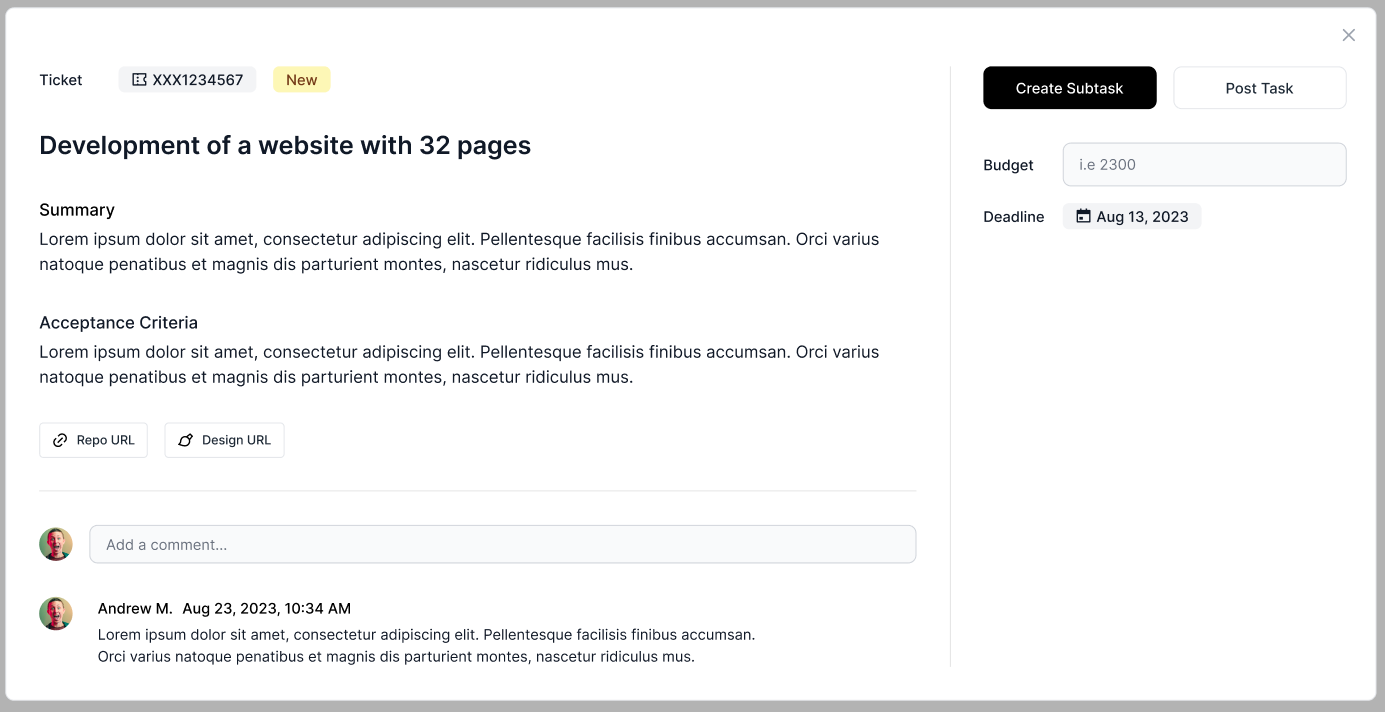 Ticket XXX1234567 New
Development of a website with 32 pages
Summary
Lorem ipsum dolor sit amet, consectetur adipiscing elit. Pellentesque facilisis finibus accumsan. Orci varius
natoque penatibus et magnis dis parturient montes, nascetur ridiculus mus.
Acceptance Criteria
Lorem ipsum dolor sit amet, consectetur adipiscing elit. Pellentesque facilisis finibus accumsan. Orci varius
natoque penatibus et magnis dis parturient montes, nascetur ridiculus mus.
Repo URL Design URL
Add a comment...
Andrew M. Aug 23, 2023, 10:34 AM
Lorem ipsum dolor sit amet, consectetur adipiscing elit. Pellentesque facilisis finibus accumsan.
Orci varius natoque penatibus et magnis dis parturient montes, nascetur ridiculus mus.
Create Subtask Post Task
Budget i.e 2300
Deadline Aug 13, 2023